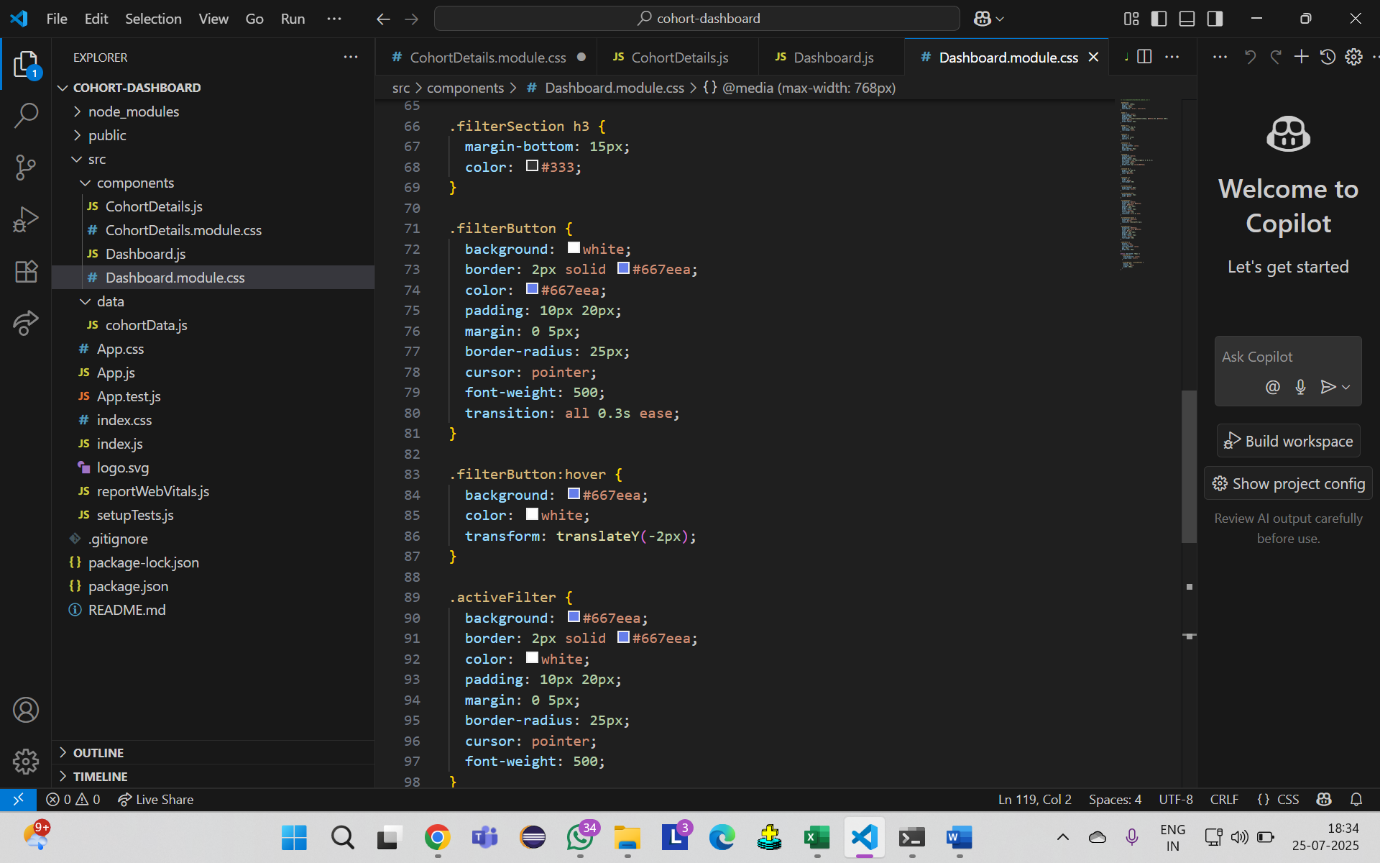 File Edit Selection View Go Run ...
cohort-dashboard
EXPLORER
COHORT-DASHBOARD
node_modules
public
src
components
JS CohortDetails.js
# CohortDetails.module.css
JS Dashboard.js
# Dashboard.module.css
data
JS cohortData.js
# App.css
JS App.js
JS App.test.js
# index.css
JS index.js
logo.svg
JS reportWebVitals.js
JS setupTests.js
.gitignore
{} package-lock.json
{} package.json
README.md
OUTLINE
TIMELINE
1
# CohortDetails.module.css
JS CohortDetails.js
JS Dashboard.js
# Dashboard.module.css
src > components > # Dashboard.module.css > {} @media (max-width: 768px)
65
66 .filterSection h3 {
67 margin-bottom: 15px;
68 color: #333;
69 }
70
71 .filterButton {
72 background: white;
73 border: 2px solid #667eea;
74 color: #667eea;
75 padding: 10px 20px;
76 margin: 0 5px;
77 border-radius: 25px;
78 cursor: pointer;
79 font-weight: 500;
80 transition: all 0.3s ease;
81 }
82
83 .filterButton:hover {
84 background: #667eea;
85 color: white;
86 transform: translateY(-2px);
87 }
88
89 .activeFilter {
90 background: #667eea;
91 border: 2px solid #667eea;
92 color: white;
93 padding: 10px 20px;
94 margin: 0 5px;
95 border-radius: 25px;
96 cursor: pointer;
97 font-weight: 500;
98 }
Welcome to
Copilot
Let's get started
Ask Copilot
@
Build workspace
Show project config
Review AI output carefully
before use.
0 0 Live Share
Ln 119, Col 2 Spaces: 4 UTF-8 CRLF {} CSS
9+
34
L 3
ENG
IN
18:34
25-07-2025